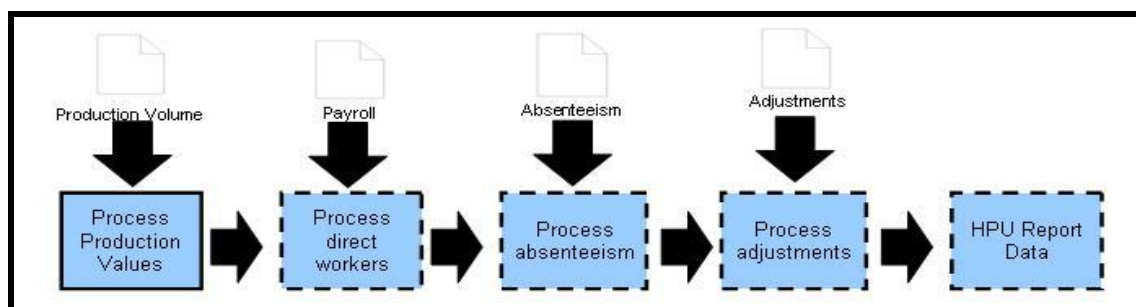 Production Volume
Payroll
Absenteeism
Adjustments
Process
Production
Values
Process
direct
workers
Process
absenteeism
Process
adjustments
HPU Report
Data